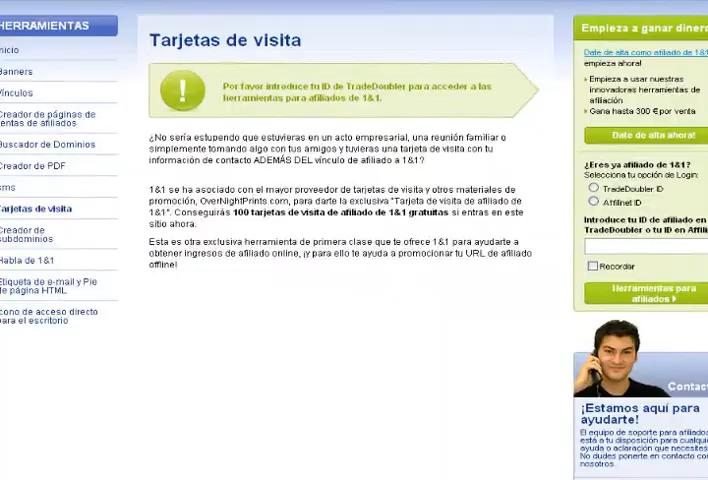 HERRAMIENTAS
nicio
Banners
Vínculos
Creador de páginas de
entas de afiliados
Buscador de Dominios
Creador de PDF
sms
Tarjetas de visita
Creador de
subdominios
Habla de 1&1
Etiqueta de e-mail y Pie
de página HTML
cono de acceso directo
para el escritorio
Tarjetas de visita
Por favor introduce tu ID de TradeDoubler para acceder a las
herramientas para afiliados de 1&1.
¿No sería estupendo que estuvieras en un acto empresarial, una reunión familiar o
simplemente tomando algo con tus amigos y tuvieras una tarjeta de visita con tu
información de contacto ADEMÁS DEL vínculo de afiliado a 1&1?
1&1 se ha asociado con el mayor proveedor de tarjetas de visita y otros materiales de
promoción, OverNightPrints.com, para darte la exclusiva "Tarjeta de visita de afiliado de
1&1". Conseguirás 100 tarjetas de visita de afiliado de 1&1 gratuitas si entras en este
sitio ahora.
Esta es otra exclusiva herramienta de primera clase que te ofrece 1&1 para ayudarte a
obtener ingresos de afiliado online, ¡y para ello te ayuda a promocionar tu URL de afiliado
offline!
Empieza a ganar dinero
Date de alta como afiliado de 1&1
empieza ahora!
Empieza a usar nuestras
innovadoras herramientas de
afiliación
Gana hasta 300 € por venta
Date de alta ahora!
¿Eres ya afiliado de 1&1?
Selecciona tu opción de Login:
TradeDoubler ID
Affilinet ID
Introduce tu ID de afiliado en
TradeDoubler o tu ID en Affili
Recordar
Herramientas para
afiliados
Contact
¡Estamos aquí para
ayudarte!
El equipo de soporte para afiliados
está a tu disposición para cualqui
ayuda o aclaración que necesites.
No dudes ponerte en contacto con
nosotros.